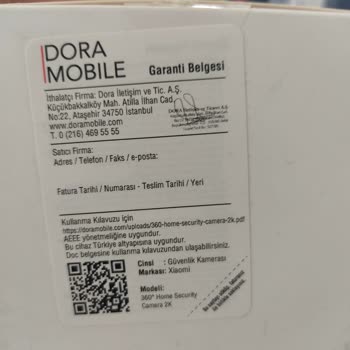 DORA
MOBILE
Garanti Belgesi
İthalatçı Firma: Dora İletişim ve Tic. A.Ş.
Küçükbakkalköy Mah. Atilla İlhan Cad.
No:22, Ataşehir 34750 İstanbul
www.doramobile.com
T. 0 (216) 469 55 55
Satıcı Firma:
Adres / Telefon / Faks / e-posta:
Fatura Tarihi / Numarası - Teslim Tarihi / Yeri
Kullanma Kılavuzu için
https://doramobile.com/uploads/360-home-security-camera-2k.pdf
AEEE yönetmeliğine uygundur.
Bu cihaz Türkiye altyapısına uygundur.
Doc belgesine kullanma kılavuzundan ulaşabilirsiniz.
Cinsi : Güvenlik Kamerası
Markası: Xiaomi
Modeli:
360° Home Security
Camera 2K